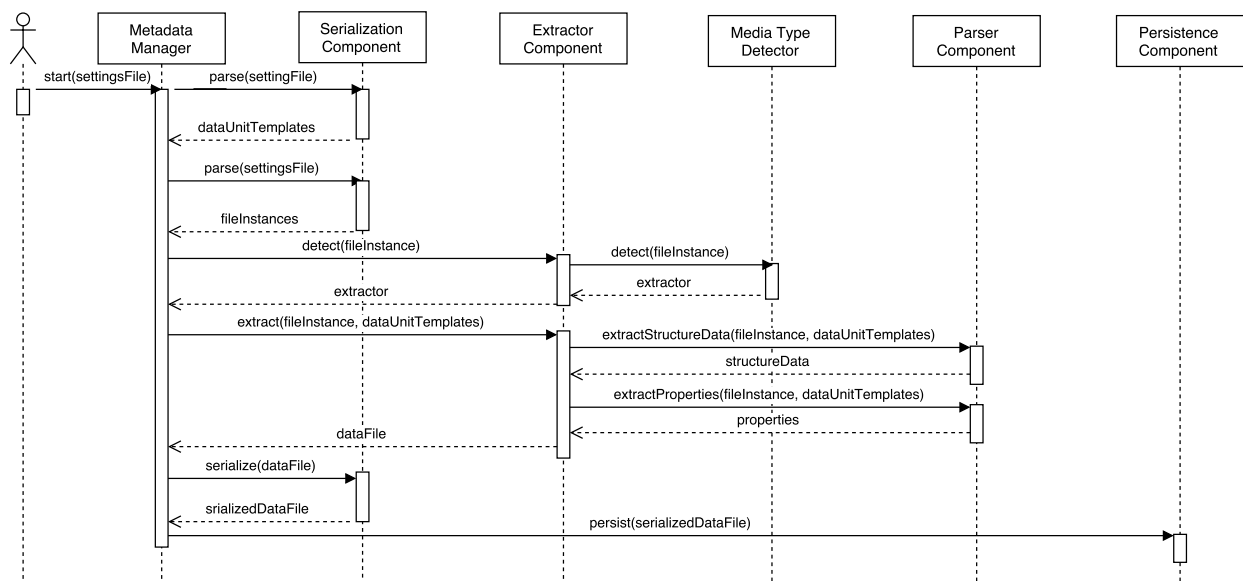 Metadata
Manager
Serialization
Component
Extractor
Component
Media Type
Detector
Parser
Component
Persistence
Component
start(settingsFile)
parse(settingFile)
dataUnitTemplates
parse(settingsFile)
fileInstances
detect(fileInstance)
detect(fileInstance)
extractor
extractor
extract(fileInstance, dataUnitTemplates)
extractStructureData(fileInstance, dataUnitTemplates)
structureData
extractProperties(fileInstance, dataUnitTemplates)
properties
dataFile
serialize(dataFile)
srializedDataFile
persist(serializedDataFile)